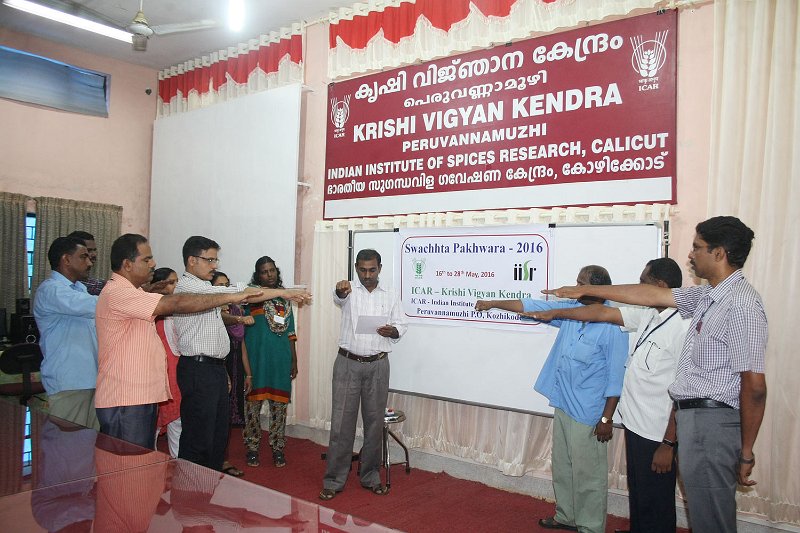 കൃഷി വിജ്ഞാന കേന്ദ്രം
പെരുവണ്ണാമൂഴി
KRISHI VIGYAN KENDRA
PERUVANNAMUZHI
INDIAN INSTITUTE OF SPICES RESEARCH, CALICUT
ഭാരതീയ സുഗന്ധവിള ഗവേഷണ കേന്ദ്രം, കോഴിക്കോട്
ICAR
ICAR
Swachhta Pakhwara - 2016
16th to 28th May, 2016
iisr
ICAR – Krishi Vigyan Kendra
ICAR - Indian Institute
Peruvannamuzhi P.O, Kozhikode